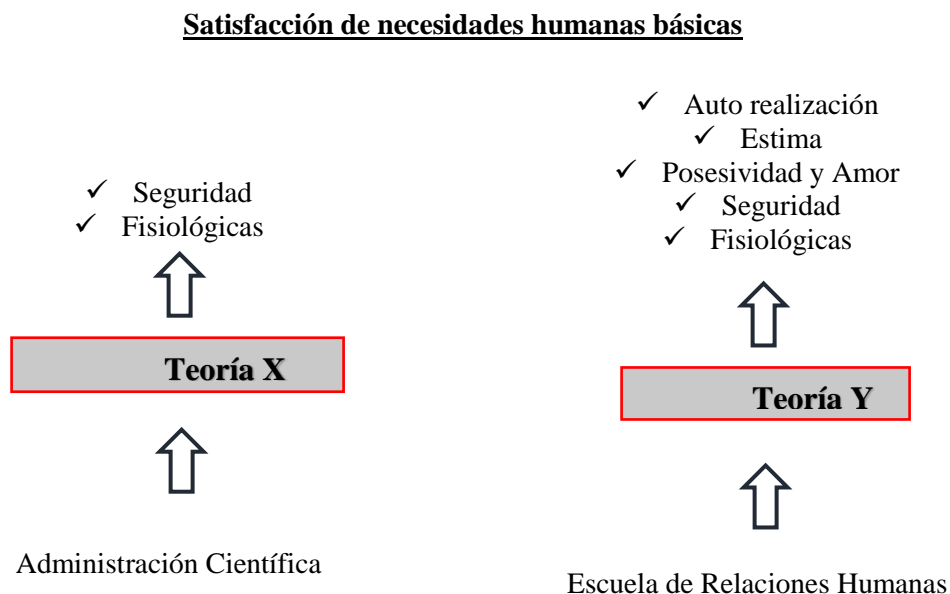 Satisfacción de necesidades humanas básicas
✓ Seguridad
✓ Fisiológicas
Teoría X
Administración Científica
✓ Auto realización
✓ Estima
✓ Posesividad y Amor
✓ Seguridad
✓ Fisiológicas
Teoría Y
Escuela de Relaciones Humanas